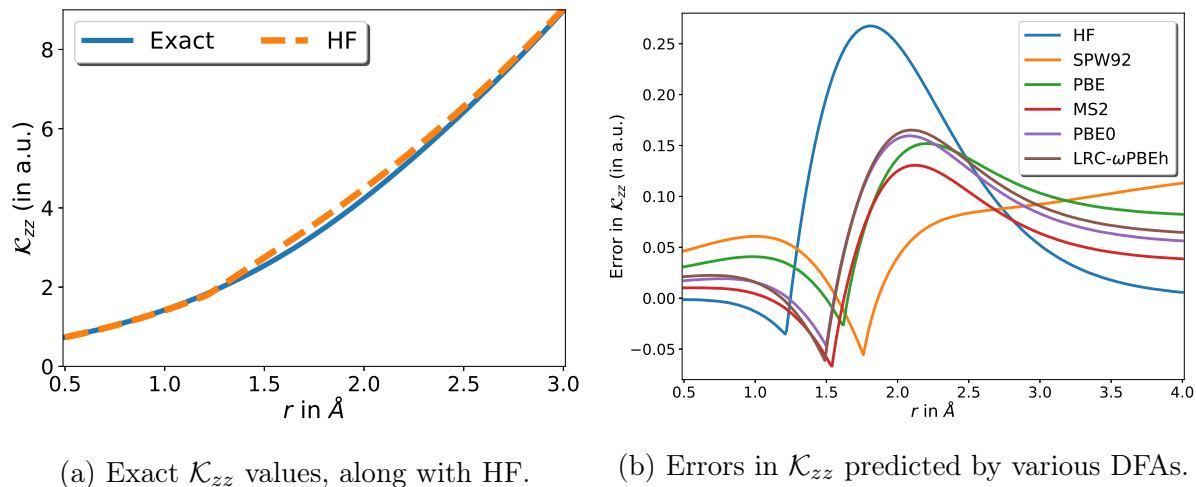 Exact
HF
8
6
4
2
0
𝒦zz (in a.u.)
0.5
1.0
1.5
2.0
2.5
3.0
r in Å
(a) Exact 𝒦zz values, along with HF.
HF
SPW92
PBE
MS2
PBE0
LRC-ωPBEh
0.25
0.20
0.15
0.10
0.05
0.00
−0.05
Error in 𝒦zz (in a.u.)
0.5
1.0
1.5
2.0
2.5
3.0
3.5
4.0
r in Å
(b) Errors in 𝒦zz predicted by various DFAs.